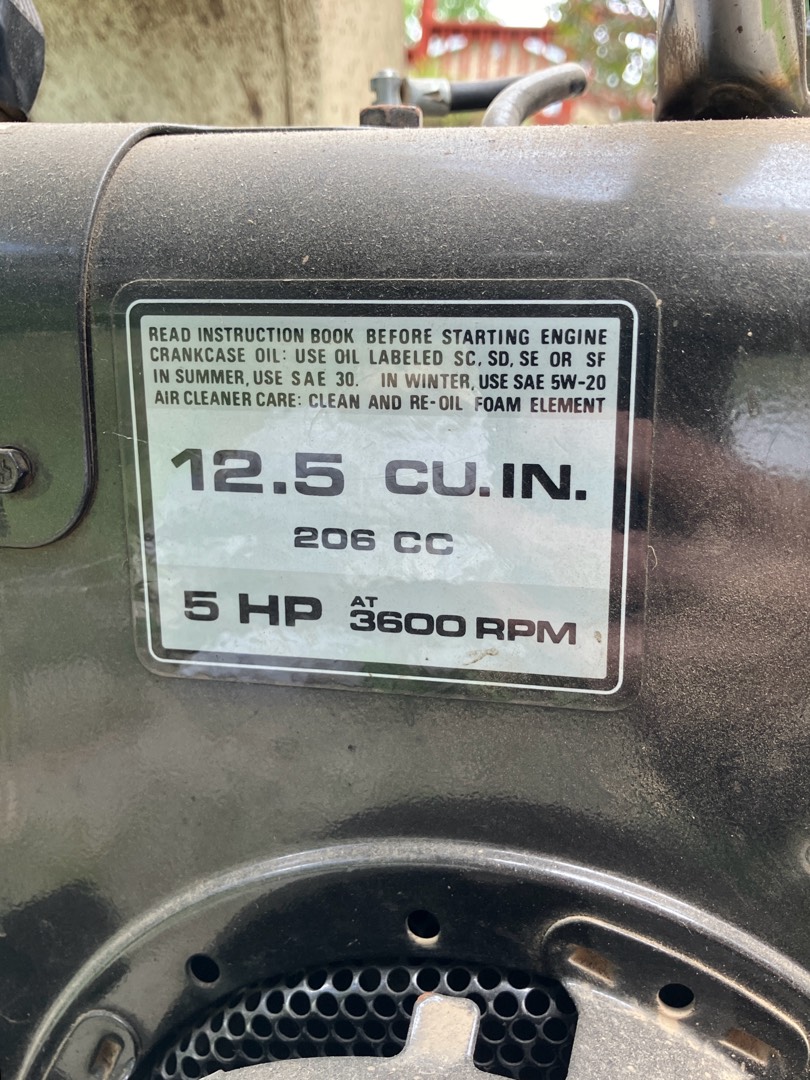 READ INSTRUCTION BOOK BEFORE STARTING ENGINE
CRANKCASE OIL: USE OIL LABELED SC, SD, SE OR SF
IN SUMMER, USE SAE 30. IN WINTER, USE SAE 5W-20
AIR CLEANER CARE: CLEAN AND RE-OIL FOAM ELEMENT
12.5 CU.IN.
206 CC
5 HP AT 3600 RPM